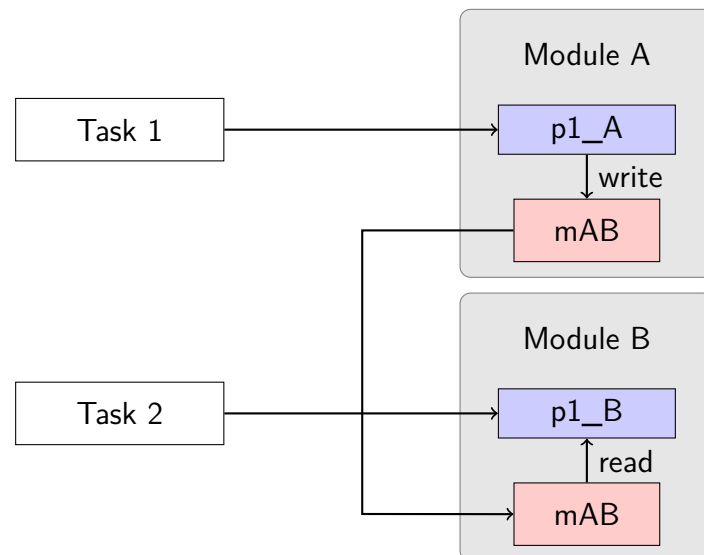 Module A
Task 1
p1_A
write
mAB
Module B
Task 2
p1_B
read
mAB